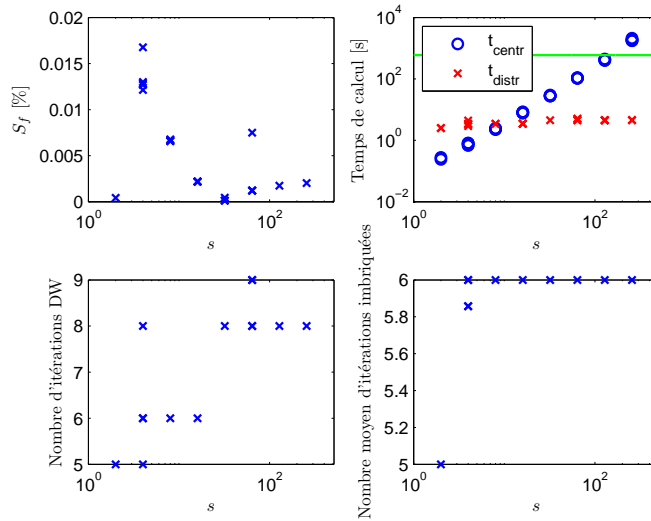 0.02
0.015
0.01
0.005
0
10^0
10^2
s
S_f [%]
t_centr
t_distr
10^4
10^2
10^0
10^-2
10^0
10^2
s
Temps de calcul [s]
9
8
7
6
5
10^0
10^2
s
Nombre d'itérations DW
6
5.8
5.6
5.4
5.2
5
10^0
10^2
s
Nombre moyen d'itérations imbriquées